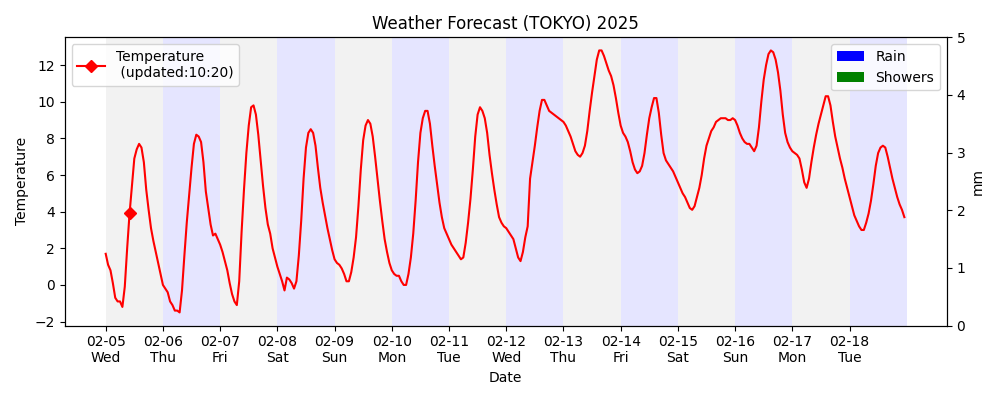 Weather Forecast (TOKYO) 2025
Temperature
(updated:10:20)
Rain
Showers
Temperature
12
10
8
6
4
2
0
−2
5
4
3
2
1
0
mm
02-05 02-06 02-07 02-08 02-09 02-10 02-11 02-12 02-13 02-14 02-15 02-16 02-17 02-18
Wed Thu Fri Sat Sun Mon Tue Wed Thu Fri Sat Sun Mon Tue
Date